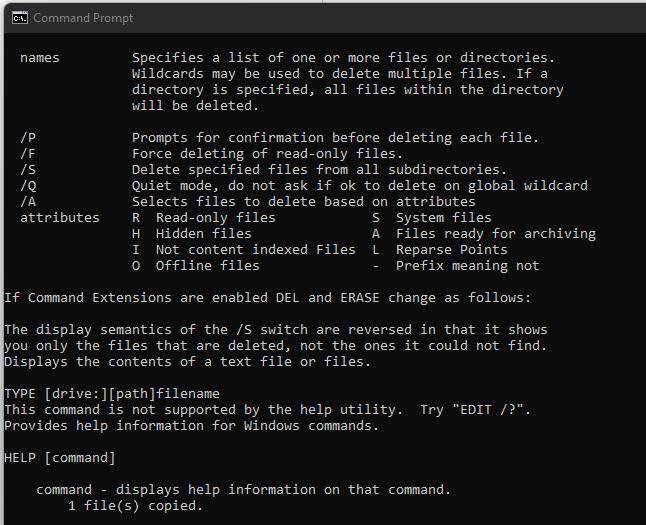 Command Prompt
names Specifies a list of one or more files or directories.
Wildcards may be used to delete multiple files. If a
directory is specified, all files within the directory
will be deleted.
/P Prompts for confirmation before deleting each file.
/F Force deleting of read-only files.
/S Delete specified files from all subdirectories.
/Q Quiet mode, do not ask if ok to delete on global wildcard
/A Selects files to delete based on attributes
attributes R Read-only files S System files
H Hidden files A Files ready for archiving
I Not content indexed Files L Reparse Points
O Offline files - Prefix meaning not
If Command Extensions are enabled DEL and ERASE change as follows:
The display semantics of the /S switch are reversed in that it shows
you only the files that are deleted, not the ones it could not find.
Displays the contents of a text file or files.
TYPE [drive:][path]filename
This command is not supported by the help utility. Try "EDIT /?".
Provides help information for Windows commands.
HELP [command]
command - displays help information on that command.
1 file(s) copied.